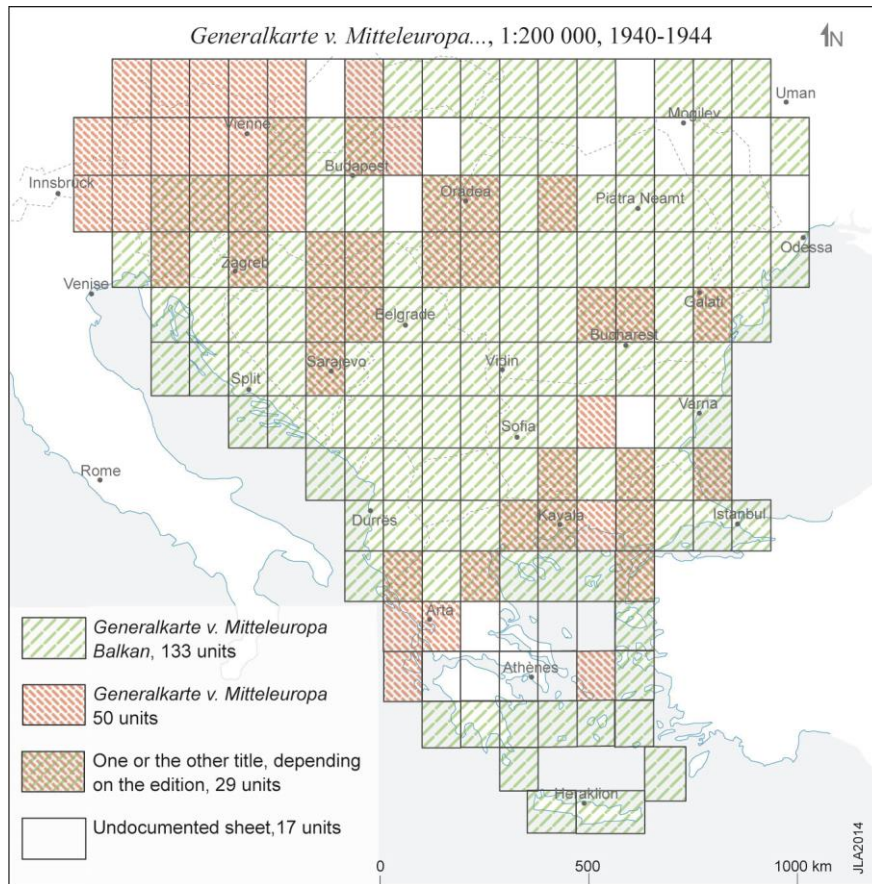 Generalkarte v. Mitteleuropa..., 1:200 000, 1940-1944
N
Uman
Mogilev
Vienne
Budapest
Innsbruck
Oradea
Piatra Neamt
Odessa
Zagreb
Venise
Galati
Belgrade
Bucharest
Sarajevo
Vidin
Split
Varna
Sofia
Rome
Durrës
Kavala
Istanbul
Arta
Athènes
Heraklion
Generalkarte v. Mitteleuropa
Balkan, 133 units
Generalkarte v. Mitteleuropa
50 units
One or the other title, depending
on the edition, 29 units
Undocumented sheet,17 units
JLA2014
0 500 1000 km